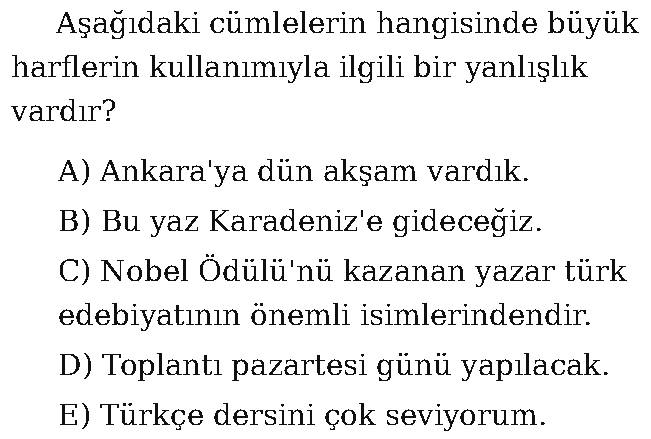 Aşağıdaki cümlelerin hangisinde büyük
harflerin kullanımıyla ilgili bir yanlışlık
vardır?
A) Ankara'ya dün akşam vardık.
B) Bu yaz Karadeniz'e gideceğiz.
C) Nobel Ödülü'nü kazanan yazar türk
edebiyatının önemli isimlerindendir.
D) Toplantı pazartesi günü yapılacak.
E) Türkçe dersini çok seviyorum.